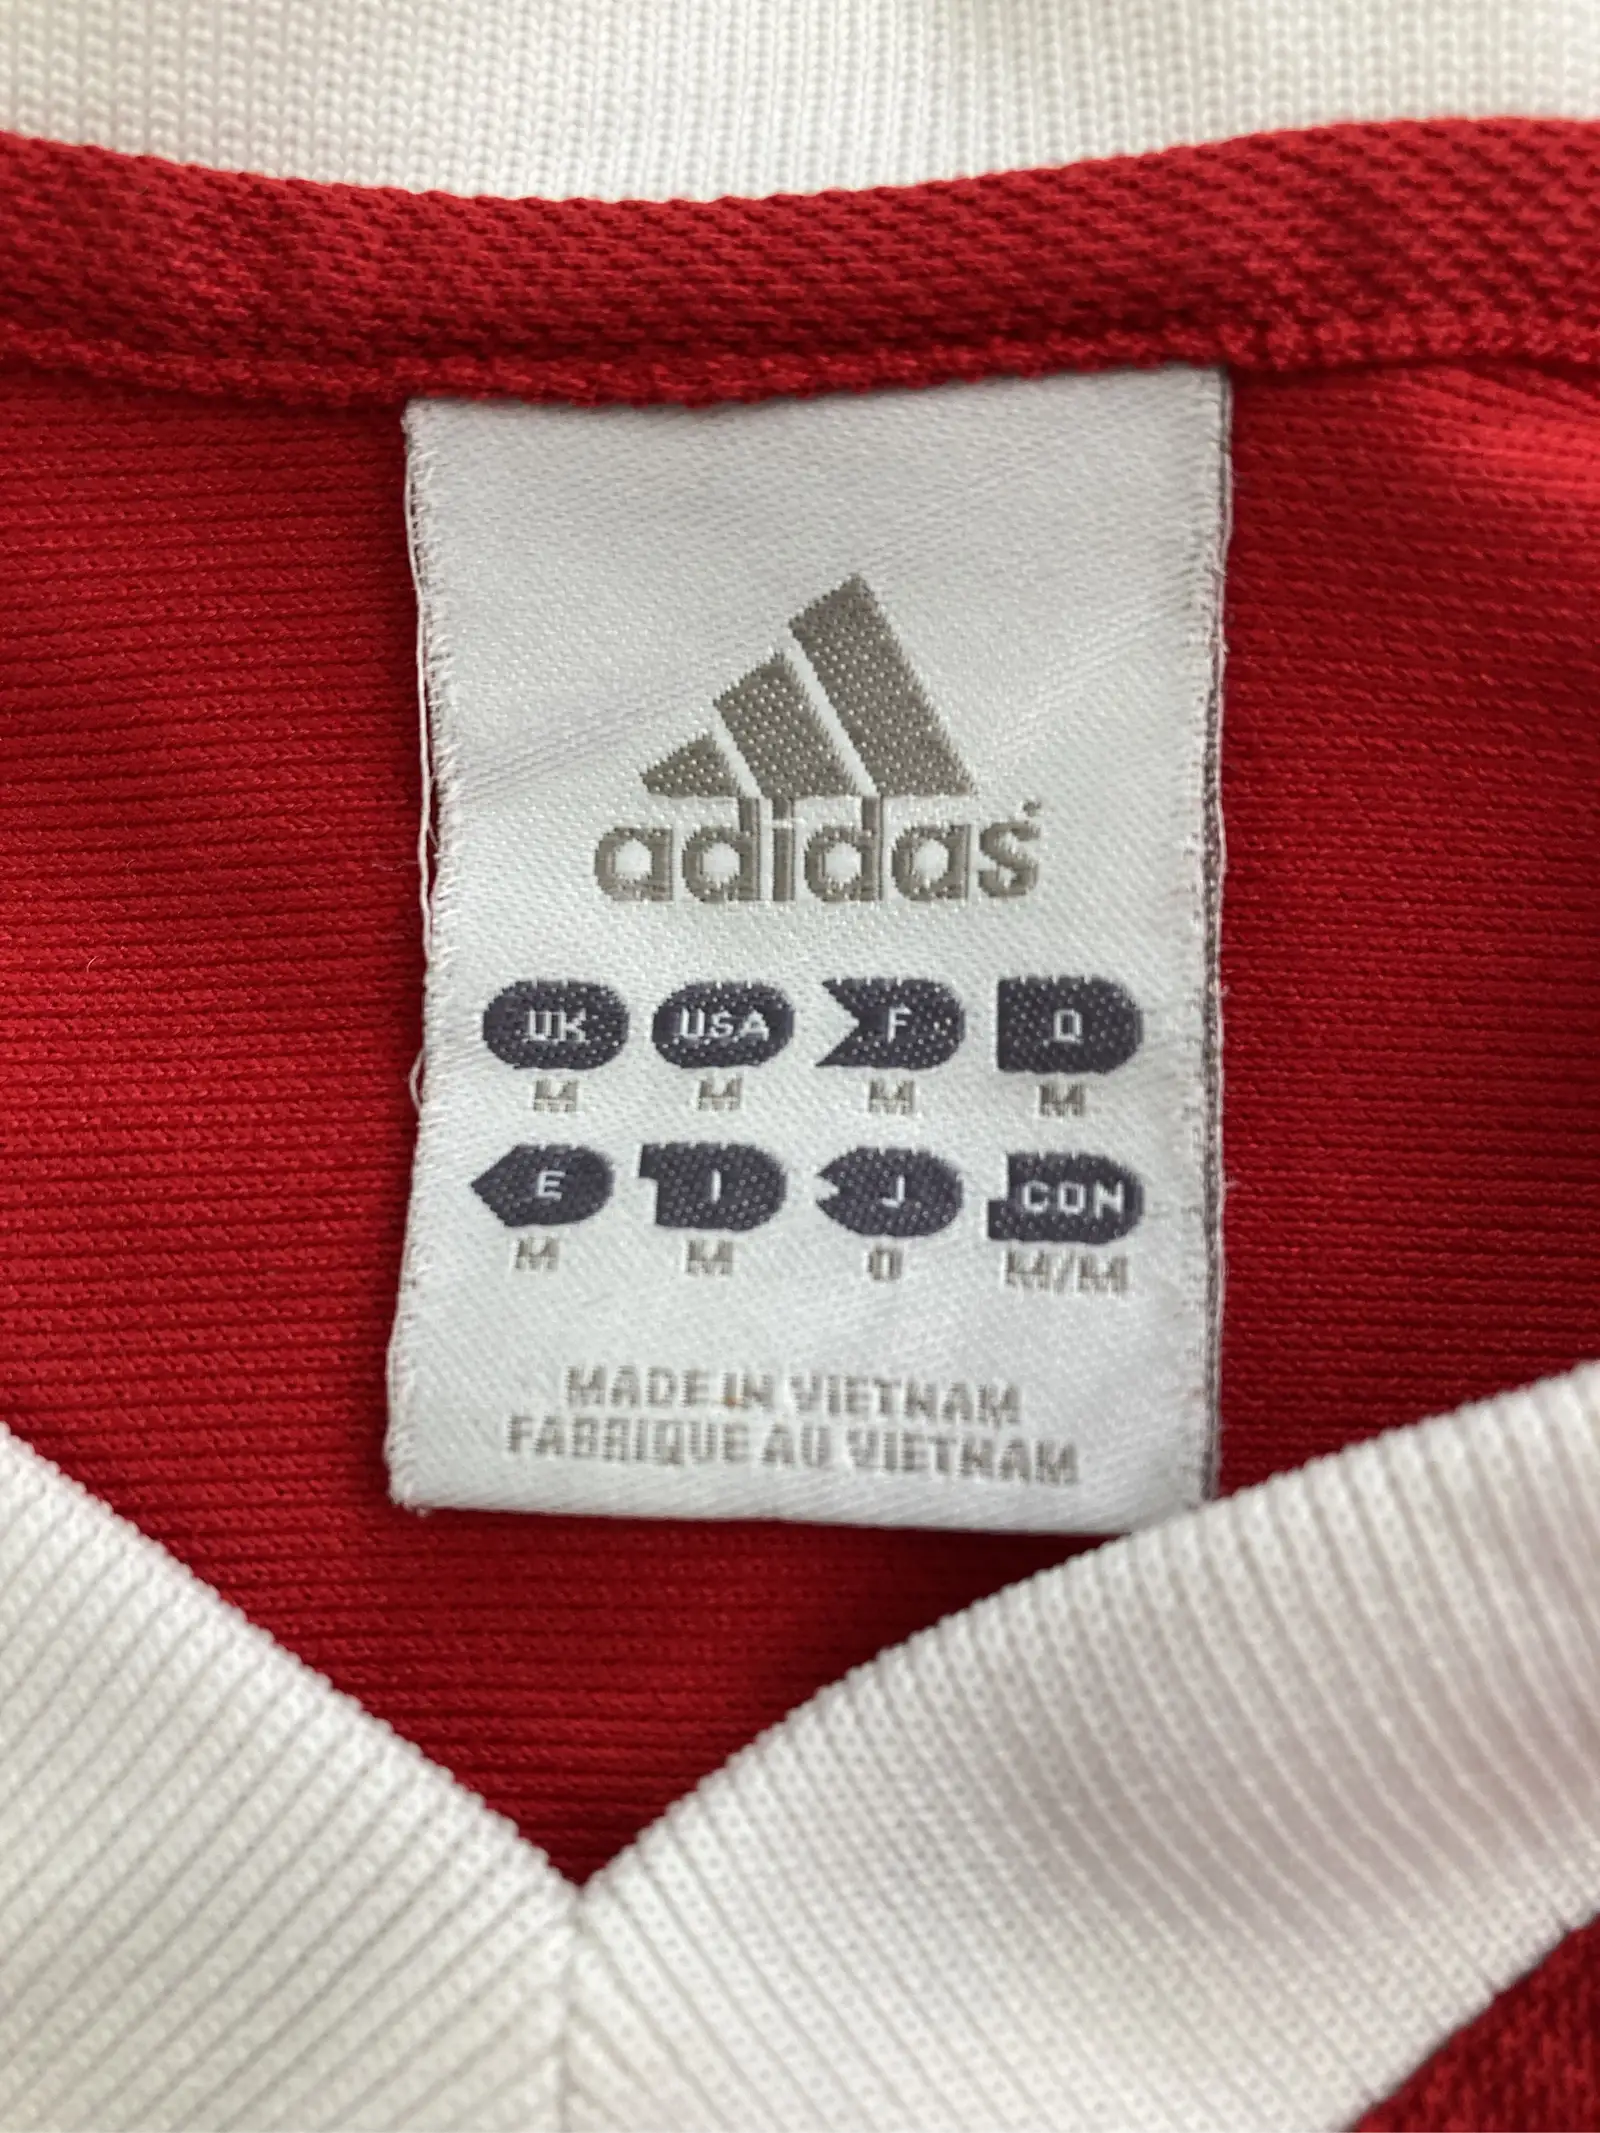 adidas
UK USA F D
M M M M
E I J CON
M M O M/M
MADE IN VIETNAM
FABRIQUE AU VIETNAM